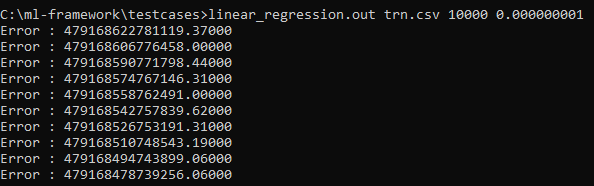 C:\ml-framework\testcases>linear_regression.out trn.csv 10000 0.000000001
Error : 479168622781119.37000
Error : 479168606776458.00000
Error : 479168590771798.44000
Error : 479168574767146.31000
Error : 479168558762491.00000
Error : 479168542757839.62000
Error : 479168526753191.31000
Error : 479168510748543.19000
Error : 479168494743899.06000
Error : 479168478739256.06000